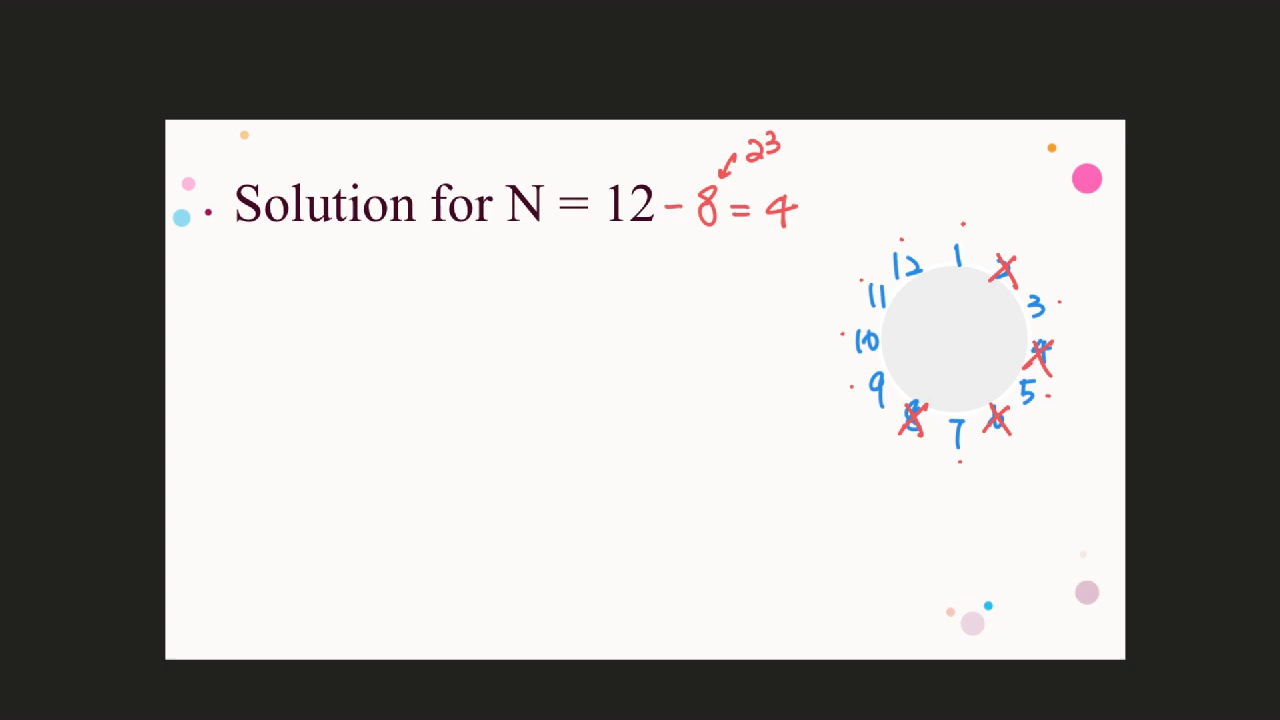 23
• Solution for N = 12 - 8 = 4
12 1 2
11 3
10 4
9 5
8 7 6